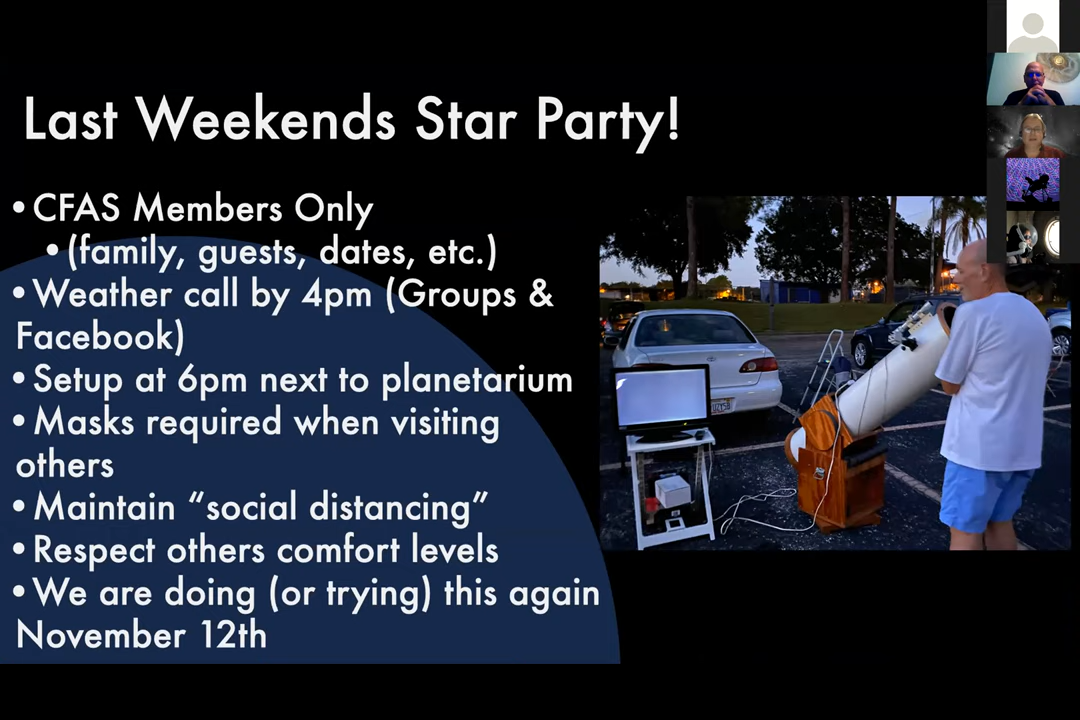 Last Weekends Star Party!
•CFAS Members Only
•(family, guests, dates, etc.)
•Weather call by 4pm (Groups &
Facebook)
•Setup at 6pm next to planetarium
•Masks required when visiting
others
•Maintain “social distancing”
•Respect others comfort levels
•We are doing (or trying) this again
November 12th